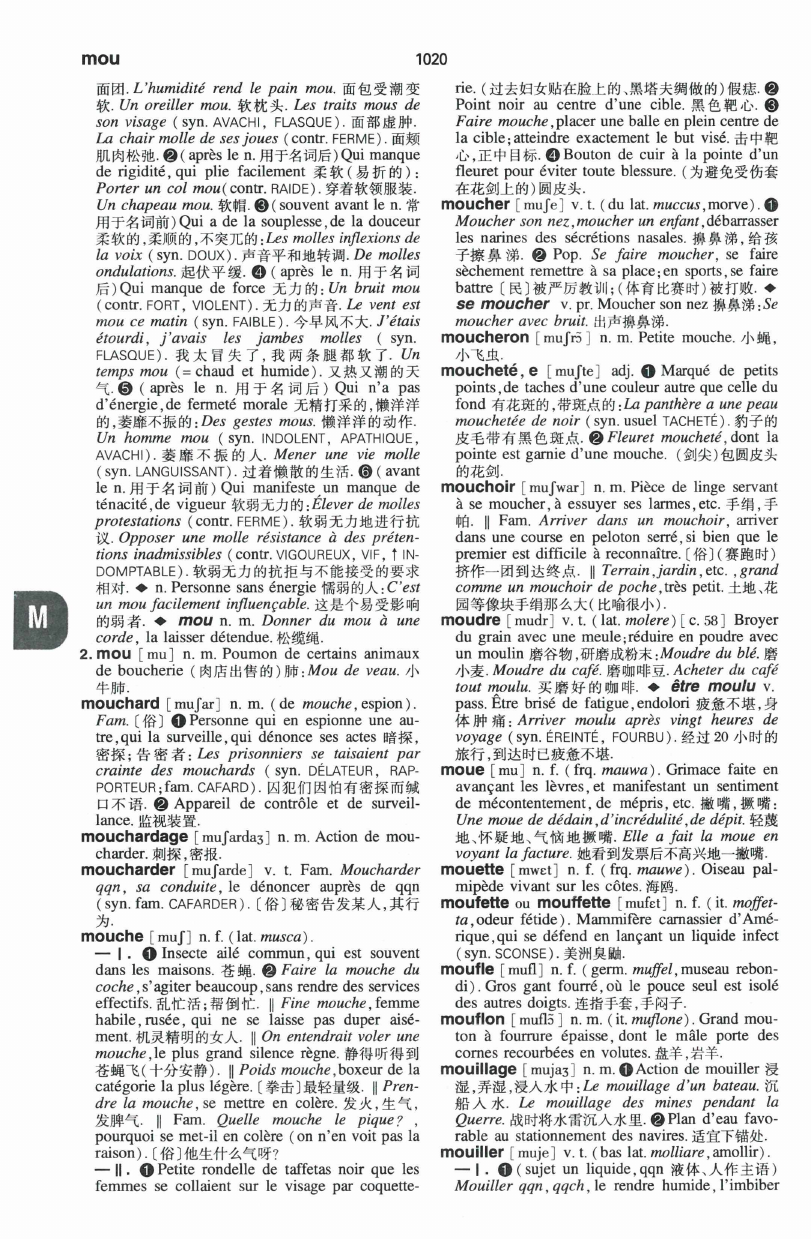 mou
1020
面团. L'humidité rend le pain mou. 面包受潮变
软. Un oreiller mou. 软枕头. Les traits mous de
son visage ( syn. AVACHI, FLASQUE) . 面部虚肿.
La chair molle de ses joues ( contr. FERME) . 面颊
肌肉松弛. ❷ ( après le n. 用于名词后) Qui manque
de rigidité, qui plie facilement 柔软 ( 易折的 ) :
Porter un col mou( contr. RAIDE) . 穿着软领服装.
Un chapeau mou. 软帽. ❸ ( souvent avant le n. 常
用于名词前) Qui a de la souplesse, de la douceur
柔软的,柔顺的,不突兀的:Les molles inflexions de
la voix ( syn. DOUX) . 声音平和地转调. De molles
ondulations. 起伏平缓. ❹ ( après le n. 用于名词
后) Qui manque de force 无力的: Un bruit mou
( contr. FORT, VIOLENT) . 无力的声音. Le vent est
mou ce matin ( syn. FAIBLE) . 今早风不大. J'étais
étourdi, j'avais les jambes molles ( syn.
FLASQUE) . 我太冒失了,我两条腿都软了. Un
temps mou ( = chaud et humide) . 又热又潮的天
气. ❺ ( après le n. 用于名词后) Qui n'a pas
d'énergie, de fermeté morale 无精打采的,懒洋洋
的,萎靡不振的: Des gestes mous. 懒洋洋的动作.
Un homme mou ( syn. INDOLENT, APATHIQUE,
AVACHI) . 萎靡不振的人. Mener une vie molle
( syn. LANGUISSANT) . 过着懒散的生活. ❻ ( avant
le n. 用于名词前) Qui manifeste un manque de
ténacité, de vigueur 软弱无力的:Élever de molles
protestations ( contr. FERME) . 软弱无力地进行抗
议. Opposer une molle résistance à des préten-
tions inadmissibles ( contr. VIGOUREUX, VIF, ↑ IN-
DOMPTABLE) . 软弱无力的抗拒与不能接受的要求
相对. ◆ n. Personne sans énergie 懦弱的人: C'est
un mou facilement influençable. 这是个易受影响
的弱者. ◆ mou n. m. Donner du mou à une
corde, la laisser détendue. 松缆绳.
2. mou [ mu] n. m. Poumon de certains animaux
de boucherie ( 肉店出售的) 肺: Mou de veau. 小
牛肺.
mouchard [ muʃar] n. m. ( de mouche, espion) .
Fam. 〔俗〕 ❶ Personne qui en espionne une au-
tre, qui la surveille, qui dénonce ses actes 暗探,
密探; 告密者: Les prisonniers se taisaient par
crainte des mouchards ( syn. DÉLATEUR, RAP-
PORTEUR; fam. CAFARD) . 囚犯们因怕有密探而缄
口不语. ❷ Appareil de contrôle et de surveil-
lance. 监视装置.
mouchardage [ muʃardaʒ] n. m. Action de mou-
charder. 刺探,密报.
moucharder [ muʃarde] v. t. Fam. Moucharder
qqn, sa conduite, le dénoncer auprès de qqn
( syn. fam. CAFARDER) . 〔俗〕秘密告发某人,其行
为.
mouche [ muʃ] n. f. ( lat. musca) .
— I . ❶ Insecte ailé commun, qui est souvent
dans les maisons. 苍蝇. ❷ Faire la mouche du
coche, s'agiter beaucoup, sans rendre des services
effectifs. 乱忙活;帮倒忙. ‖ Fine mouche, femme
habile, rusée, qui ne se laisse pas duper aisé-
ment. 机灵精明的女人. ‖ On entendrait voler une
mouche, le plus grand silence règne. 静得听得到
苍蝇飞(十分安静) . ‖ Poids mouche, boxeur de la
catégorie la plus légère. 〔拳击〕最轻量级. ‖ Pren-
dre la mouche, se mettre en colère. 发火,生气,
发脾气. ‖ Fam. Quelle mouche le pique? ,
pourquoi se met-il en colère ( on n'en voit pas la
raison) . 〔俗〕他生什么气呀?
— II . ❶ Petite rondelle de taffetas noir que les
femmes se collaient sur le visage par coquette-
rie. ( 过去妇女贴在脸上的、黑塔夫绸做的) 假痣. ❷
Point noir au centre d'une cible. 黑色靶心. ❸
Faire mouche, placer une balle en plein centre de
la cible; atteindre exactement le but visé. 击中靶
心,正中目标. ❹ Bouton de cuir à la pointe d'un
fleuret pour éviter toute blessure. ( 为避免受伤套
在花剑上的) 圆皮头.
moucher [ muʃe] v. t. ( du lat. muccus, morve) . ❶
Moucher son nez, moucher un enfant, débarrasser
les narines des sécrétions nasales. 擤鼻涕,给孩
子擦鼻涕. ❷ Pop. Se faire moucher, se faire
sèchement remettre à sa place; en sports, se faire
battre 〔民〕被严厉教训; ( 体育比赛时) 被打败. ◆
se moucher v. pr. Moucher son nez 擤鼻涕:Se
moucher avec bruit. 出声擤鼻涕.
moucheron [ muʃrɔ̃ ] n. m. Petite mouche. 小蝇,
小飞虫.
moucheté, e [ muʃte] adj. ❶ Marqué de petits
points, de taches d'une couleur autre que celle du
fond 有花斑的,带斑点的:La panthère a une peau
mouchetée de noir ( syn. usuel TACHETÉ) . 豹子的
皮毛带有黑色斑点. ❷ Fleuret moucheté, dont la
pointe est garnie d'une mouche. ( 剑尖) 包圆皮头
的花剑.
mouchoir [ muʃwar] n. m. Pièce de linge servant
à se moucher, à essuyer ses larmes, etc. 手绢,手
帕. ‖ Fam. Arriver dans un mouchoir, arriver
dans une course en peloton serré, si bien que le
premier est difficile à reconnaître. 〔俗〕 ( 赛跑时)
挤作一团到达终点. ‖ Terrain, jardin, etc. , grand
comme un mouchoir de poche, très petit. 土地、花
园等像块手绢那么大( 比喻很小) .
moudre [ mudr] v. t. ( lat. molere) [ c. 58 ] Broyer
du grain avec une meule; réduire en poudre avec
un moulin 磨谷物,研磨成粉末: Moudre du blé. 磨
小麦. Moudre du café. 磨咖啡豆. Acheter du café
tout moulu. 买磨好的咖啡. ◆ être moulu v.
pass. Être brisé de fatigue, endolori 疲惫不堪,身
体肿痛: Arriver moulu après vingt heures de
voyage ( syn. ÉREINTÉ, FOURBU) . 经过 20 小时的
旅行,到达时已疲惫不堪.
moue [ mu] n. f. ( frq. mauwa) . Grimace faite en
avançant les lèvres, et manifestant un sentiment
de mécontentement, de mépris, etc. 撇嘴,撅嘴:
Une moue de dédain, d'incrédulité, de dépit. 轻蔑
地、怀疑地、气恼地撅嘴. Elle a fait la moue en
voyant la facture. 她看到发票后不高兴地一撇嘴.
mouette [ mwɛt] n. f. ( frq. mauwe) . Oiseau pal-
mipède vivant sur les côtes. 海鸥.
moufette ou mouffette [ mufɛt] n. f. ( it. moffet-
ta, odeur fétide) . Mammifère carnassier d'Amé-
rique, qui se défend en lançant un liquide infect
( syn. SCONSE) . 美洲臭鼬.
moufle [ mufl] n. f. ( germ. muffel, museau rebon-
di) . Gros gant fourré, où le pouce seul est isolé
des autres doigts. 连指手套,手闷子.
mouflon [ muflɔ̃ ] n. m. ( it. muflone) . Grand mou-
ton à fourrure épaisse, dont le mâle porte des
cornes recourbées en volutes. 盘羊,岩羊.
mouillage [ mujaʒ] n. m. ❶ Action de mouiller 浸
湿,弄湿,浸入水中: Le mouillage d'un bateau. 沉
船入水. Le mouillage des mines pendant la
Querre. 战时将水雷沉入水里. ❷ Plan d'eau favo-
rable au stationnement des navires. 适宜下锚处.
mouiller [ muje] v. t. ( bas lat. molliare, amollir) .
— I . ❶ ( sujet un liquide, qqn 液体、人作主语)
Mouiller qqn, qqch, le rendre humide, l'imbiber
M